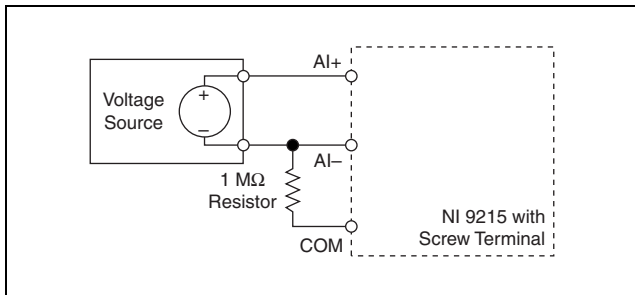 AI+
Voltage
Source
+
–
AI–
1 MΩ
Resistor
COM
NI 9215 with
Screw Terminal